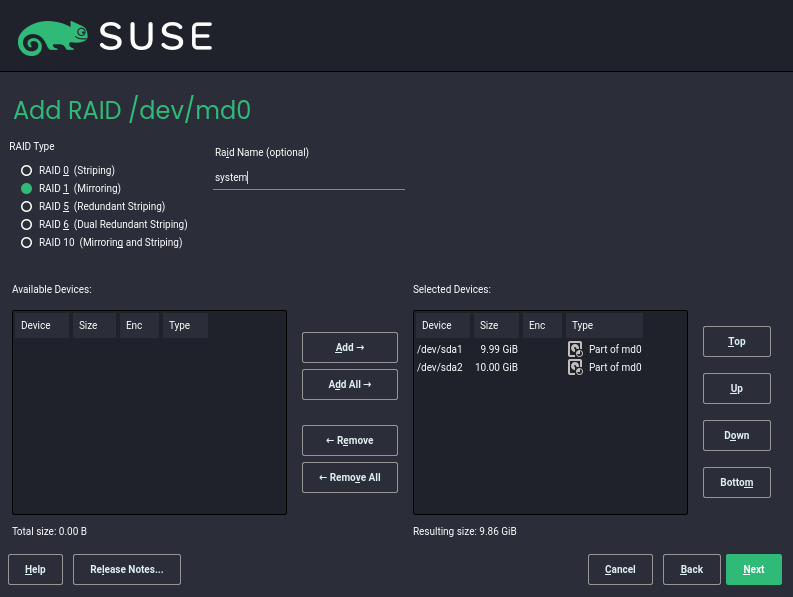 SUSE
Add RAID /dev/md0
RAID Type
RAID 0 (Striping)
RAID 1 (Mirroring)
RAID 5 (Redundant Striping)
RAID 6 (Dual Redundant Striping)
RAID 10 (Mirroring and Striping)
Raid Name (optional)
system
Available Devices:
Device Size Enc Type
Total size: 0.00 B
Add →
Add All →
← Remove
← Remove All
Selected Devices:
Device Size Enc Type
/dev/sda1 9.99 GiB Part of md0
/dev/sda2 10.00 GiB Part of md0
Resulting size: 9.86 GiB
Top
Up
Down
Bottom
Help Release Notes... Cancel Back Next